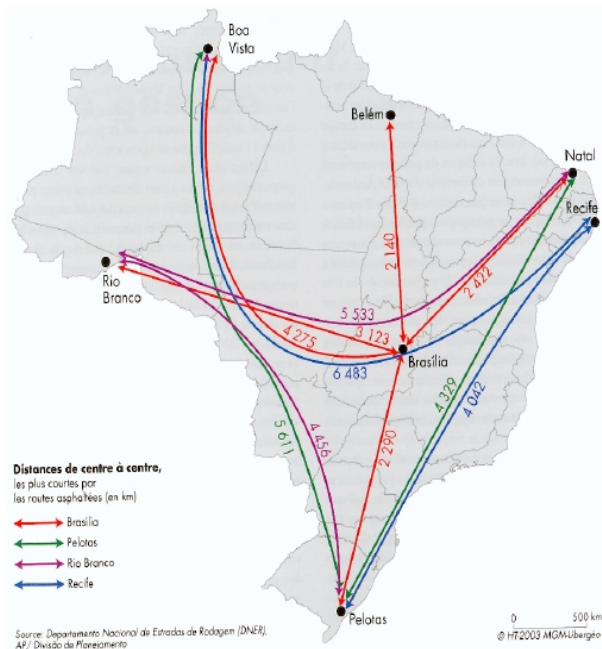 Boa
Vista
Belém
Natal
Recife
Rio
Branco
2 140
2 422
5 533
3 123
4 275
6 483
Brasília
4 329
4 042
5 611
4 456
2 290
Distances de centre à centre,
les plus courtes par
les routes asphaltées (en km)
Brasília
Pelotas
Rio Branco
Recife
Pelotas
0 500 km
© HT2003 MGM-Libergéo
Source: Departamento Nacional de Estradas de Rodagem (DNER),
AP/ Divisão de Planejamento